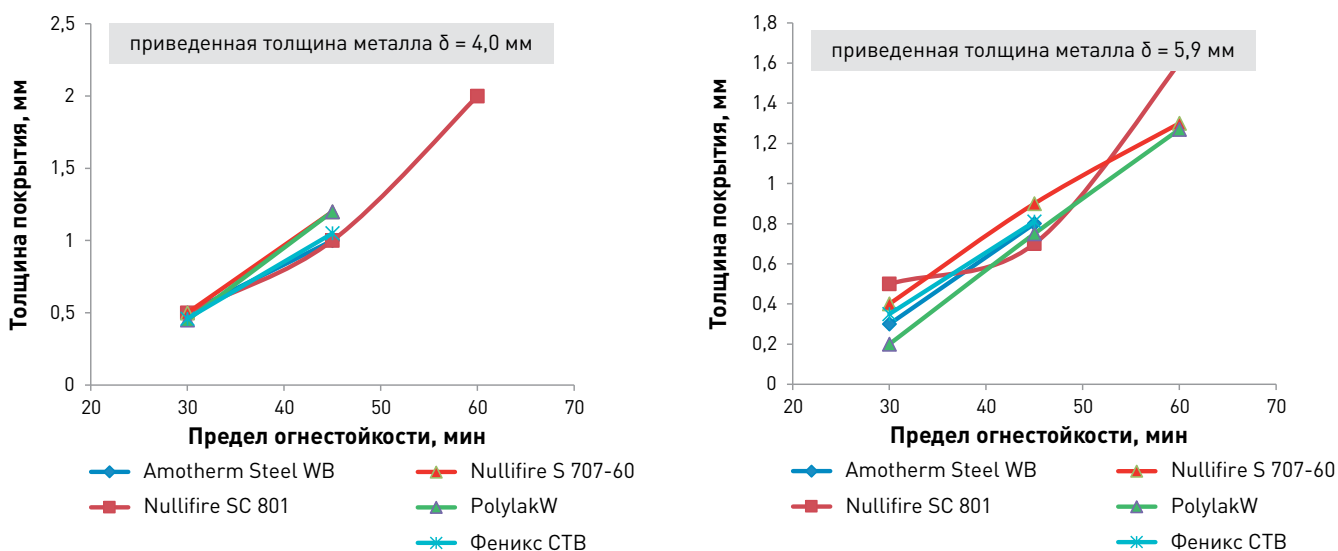 приведенная толщина металла δ = 4,0 мм
Толщина покрытия, мм
2,5
2
1,5
1
0,5
0
20
30
40
50
60
70
Предел огнестойкости, мин
Amotherm Steel WB
Nullifire S 707-60
Nullifire SC 801
PolylakW
Феникс СТВ
приведенная толщина металла δ = 5,9 мм
Толщина покрытия, мм
1,8
1,6
1,4
1,2
1
0,8
0,6
0,4
0,2
0
20
30
40
50
60
70
Предел огнестойкости, мин
Amotherm Steel WB
Nullifire S 707-60
Nullifire SC 801
PolylakW
Феникс СТВ